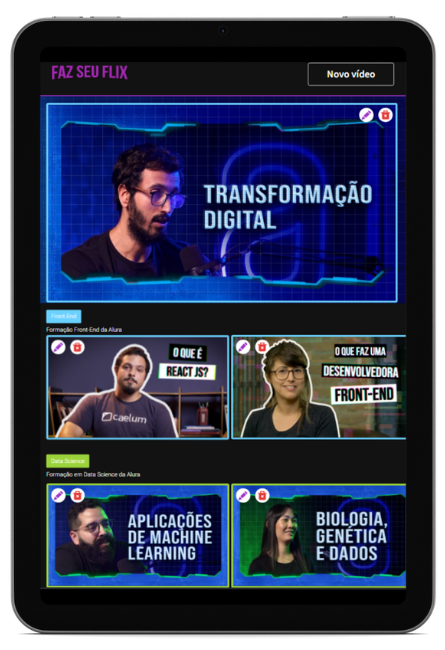 FAZ SEU FLIX
Novo vídeo
TRANSFORMAÇÃO
DIGITAL
Front End
Formação Front-End da Alura
O QUE É
REACT JS?
caelum
O QUE FAZ UMA
DESENVOLVEDORA
FRONT-END
Data Science
Formação em Data Science da Alura
APLICAÇÕES
DE MACHINE
LEARNING
BIOLOGIA,
GENÉTICA
E DADOS